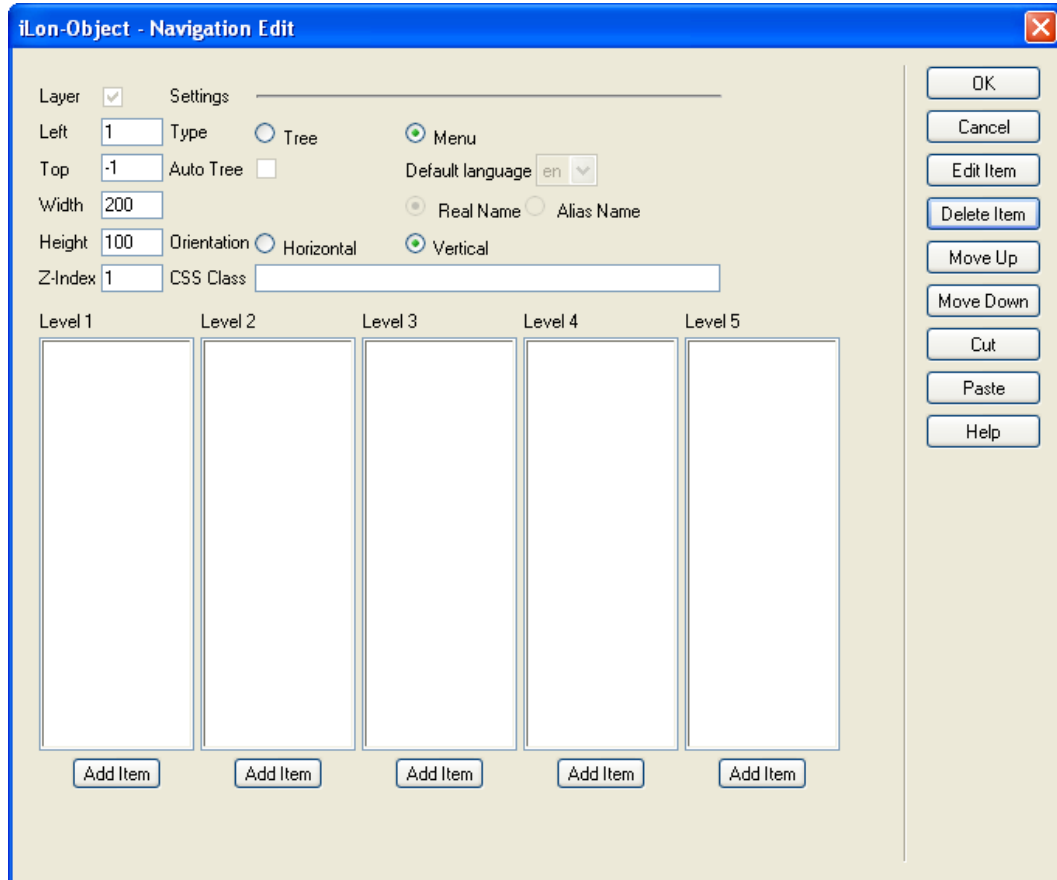 iLon-Object - Navigation Edit
Layer Settings
Left 1 Type Tree Menu
Top -1 Auto Tree Default language en
Width 200 Real Name Alias Name
Height 100 Orientation Horizontal Vertical
Z-Index 1 CSS Class
Level 1 Level 2 Level 3 Level 4 Level 5
Add Item Add Item Add Item Add Item Add Item
OK
Cancel
Edit Item
Delete Item
Move Up
Move Down
Cut
Paste
Help